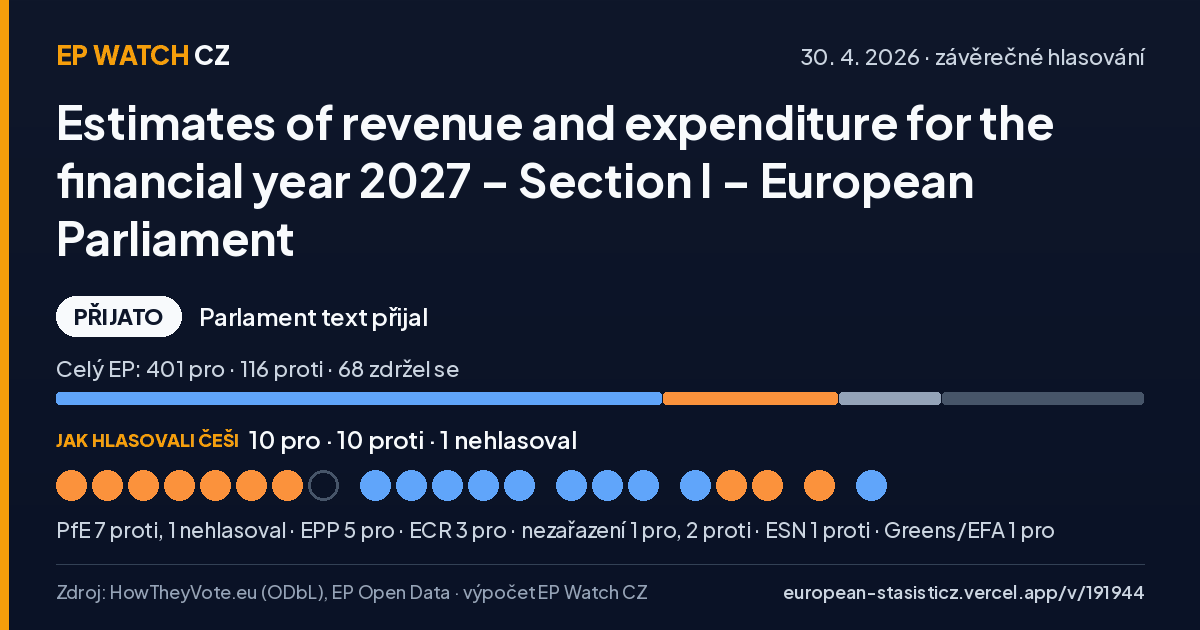 EP WATCH CZ
30. 4. 2026 · závěrečné hlasování
Estimates of revenue and expenditure for the
financial year 2027 – Section I – European
Parliament
PŘIJATO Parlament text přijal
Celý EP: 401 pro · 116 proti · 68 zdržel se
JAK HLASOVALI ČEŠI 10 pro · 10 proti · 1 nehlasoval
PfE 7 proti, 1 nehlasoval · EPP 5 pro · ECR 3 pro · nezařazení 1 pro, 2 proti · ESN 1 proti · Greens/EFA 1 pro
Zdroj: HowTheyVote.eu (ODbL), EP Open Data · výpočet EP Watch CZ
european-stasisticz.vercel.app/v/191944